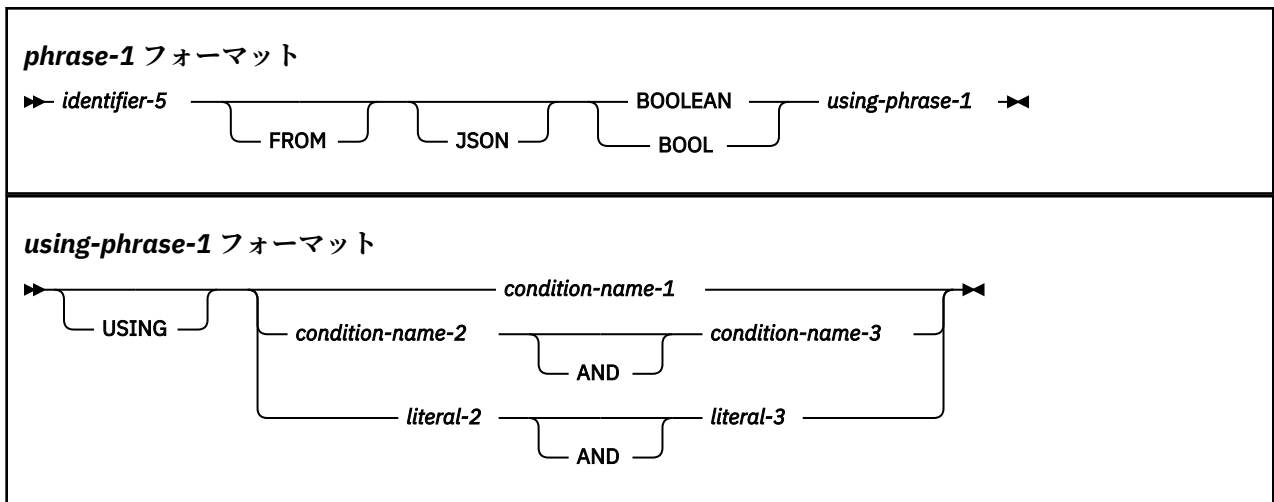 phrase-1 フォーマット
identifier-5 BOOLEAN using-phrase-1
FROM JSON BOOL
using-phrase-1 フォーマット
condition-name-1
USING condition-name-2 condition-name-3
AND
literal-2 literal-3
AND